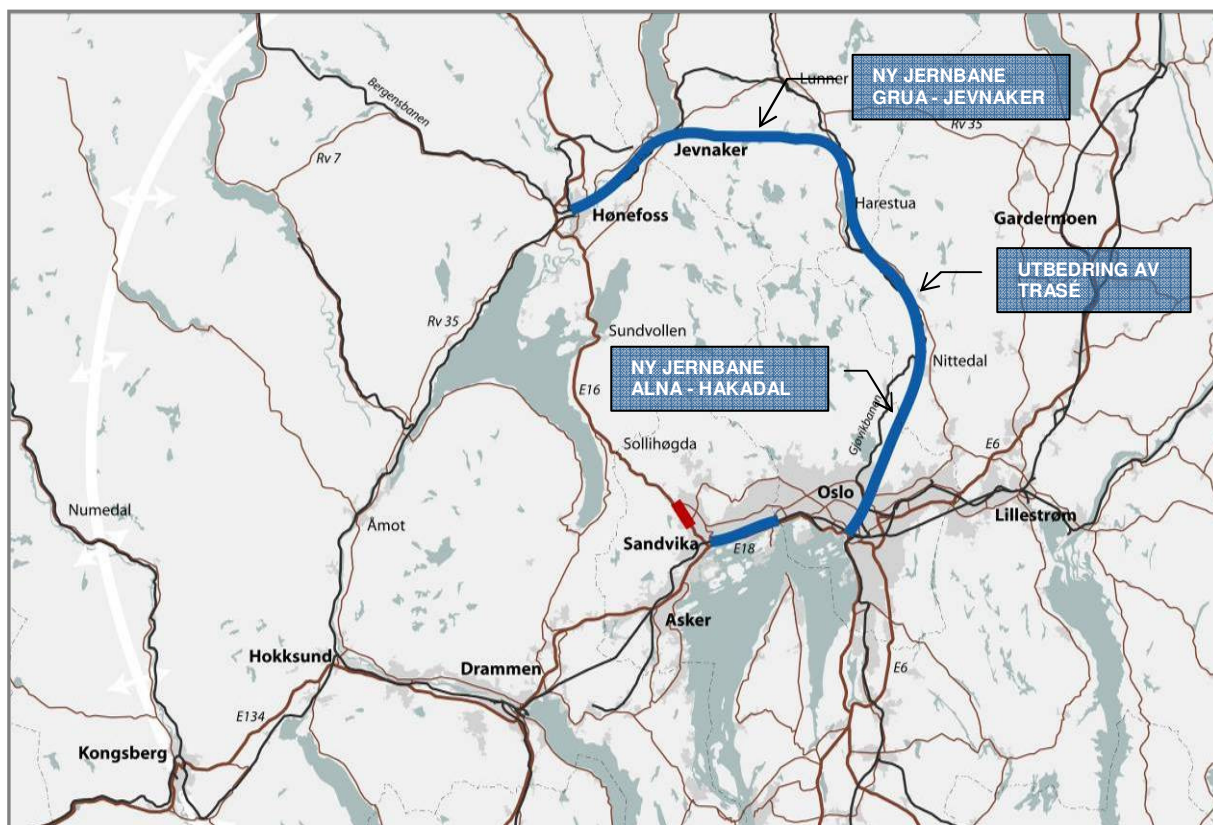 Lunner
NY JERNBANE
GRUA - JEVNAKER
Bergensbanen
Rv 35
Rv 7
Jevnaker
Harestua
Hønefoss
Gardermoen
UTBEDRING AV
TRASÉ
Rv 35
Sundvollen
NY JERNBANE
ALNA - HAKADAL
Nittedal
E16
Gjøvikbanen
Sollihøgda
E6
Oslo
Numedal
Åmot
Lillestrøm
Sandvika
E18
Asker
Hokksund
Drammen
E6
E134
Kongsberg